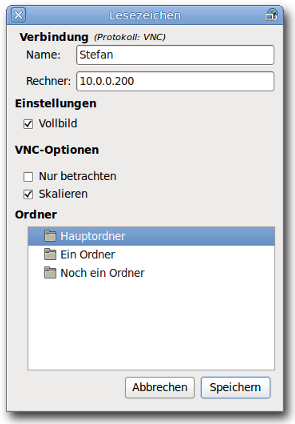 Lesezeichen
Verbindung (Protokoll: VNC)
Name: Stefan
Rechner: 10.0.0.200
Einstellungen
Vollbild
VNC-Optionen
Nur betrachten
Skalieren
Ordner
Hauptordner
Ein Ordner
Noch ein Ordner
Abbrechen Speichern